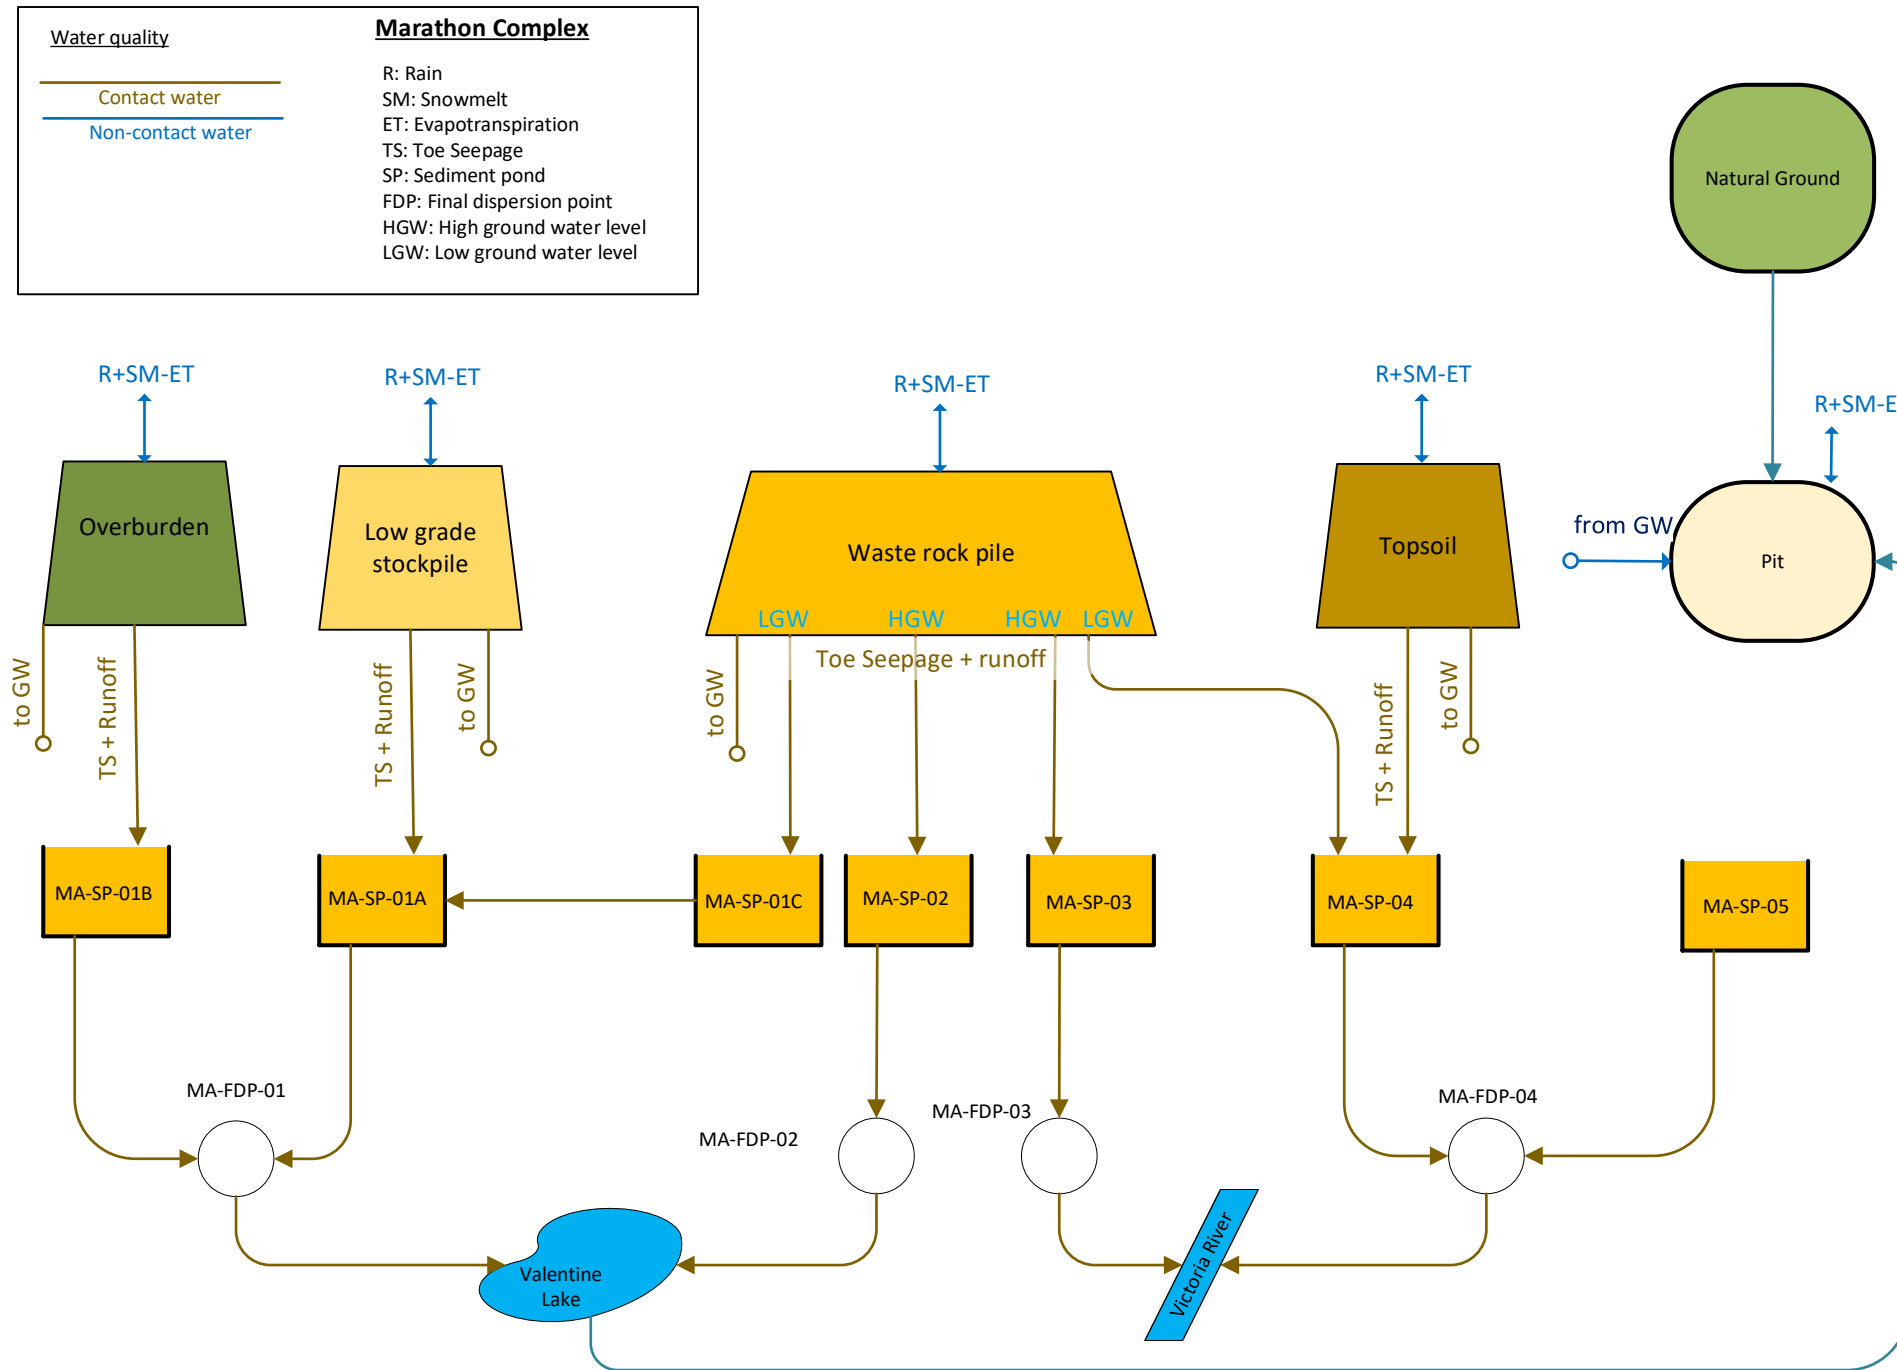 Water quality
Contact water
Non-contact water
Marathon Complex
R: Rain
SM: Snowmelt
ET: Evapotranspiration
TS: Toe Seepage
SP: Sediment pond
FDP: Final dispersion point
HGW: High ground water level
LGW: Low ground water level
Natural Ground
R+SM-ET
R+SM-ET
R+SM-ET
R+SM-ET
R+SM-E
Overburden
Low grade
stockpile
Waste rock pile
Topsoil
from GW
Pit
LGW
HGW
HGW
LGW
Toe Seepage + runoff
to GW
TS + Runoff
TS + Runoff
to GW
to GW
TS + Runoff
to GW
MA-SP-01B
MA-SP-01A
MA-SP-01C
MA-SP-02
MA-SP-03
MA-SP-04
MA-SP-05
MA-FDP-01
MA-FDP-02
MA-FDP-03
MA-FDP-04
Valentine
Lake
Victoria River